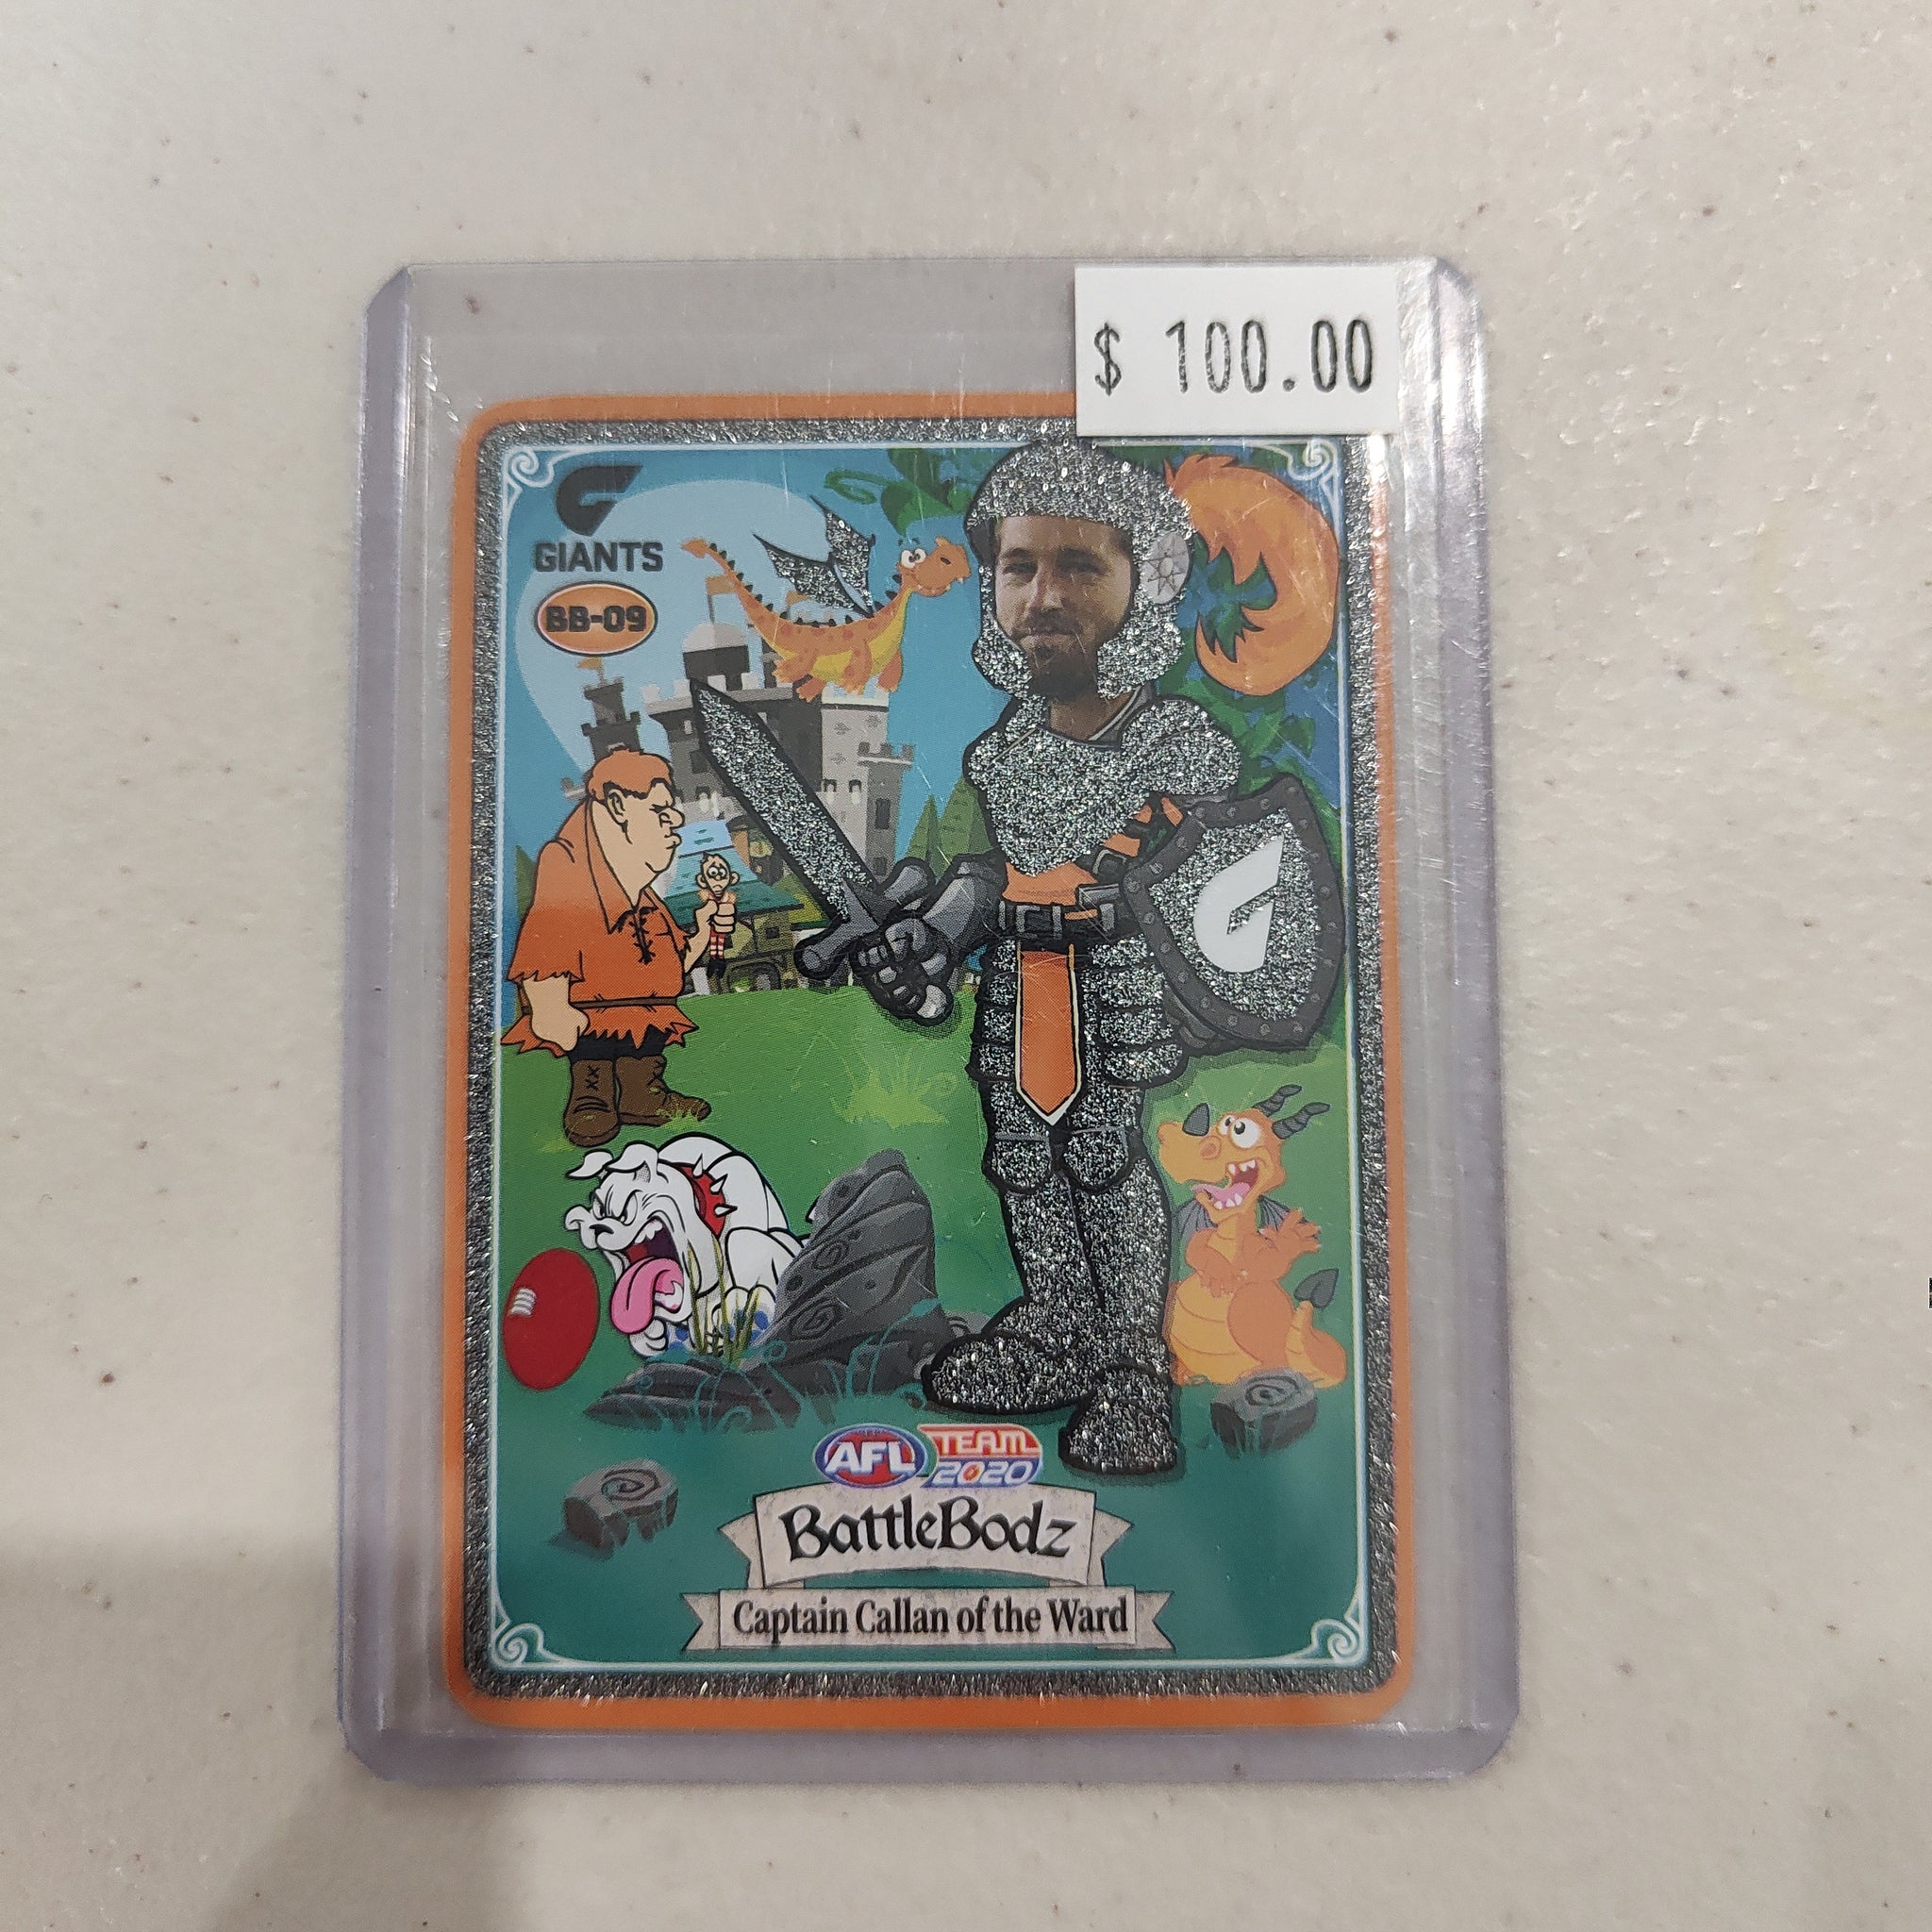 $ 100.00
GIANTS
BB-09
AFL TEAM
2020
BattleBodz
Captain Callan of the Ward